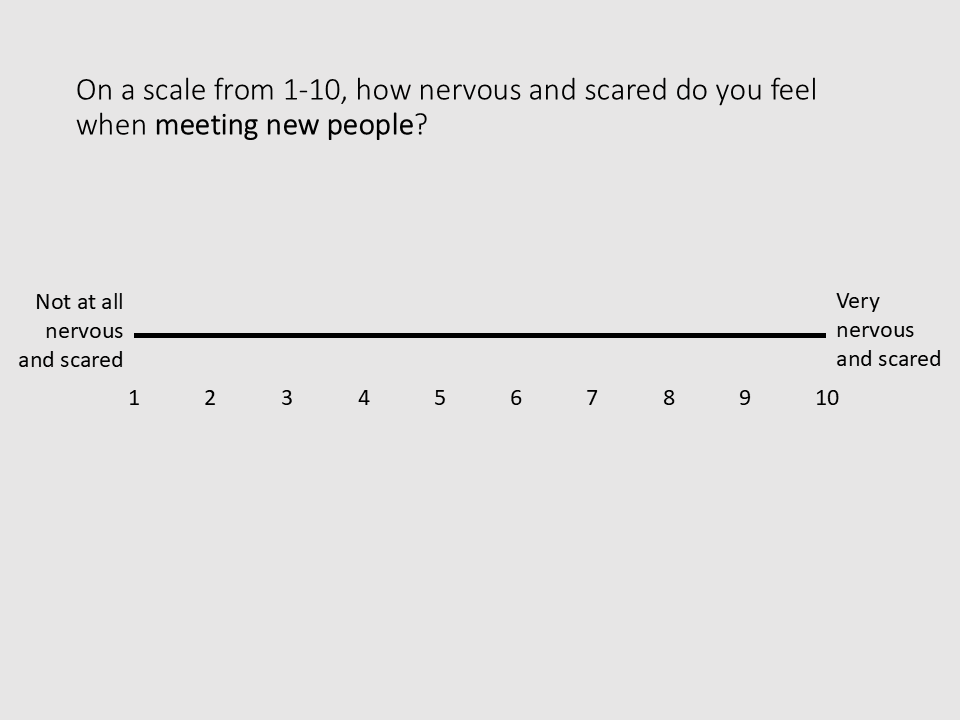 On a scale from 1-10, how nervous and scared do you feel
when meeting new people?
Not at all
nervous
and scared
Very
nervous
and scared
1 2 3 4 5 6 7 8 9 10